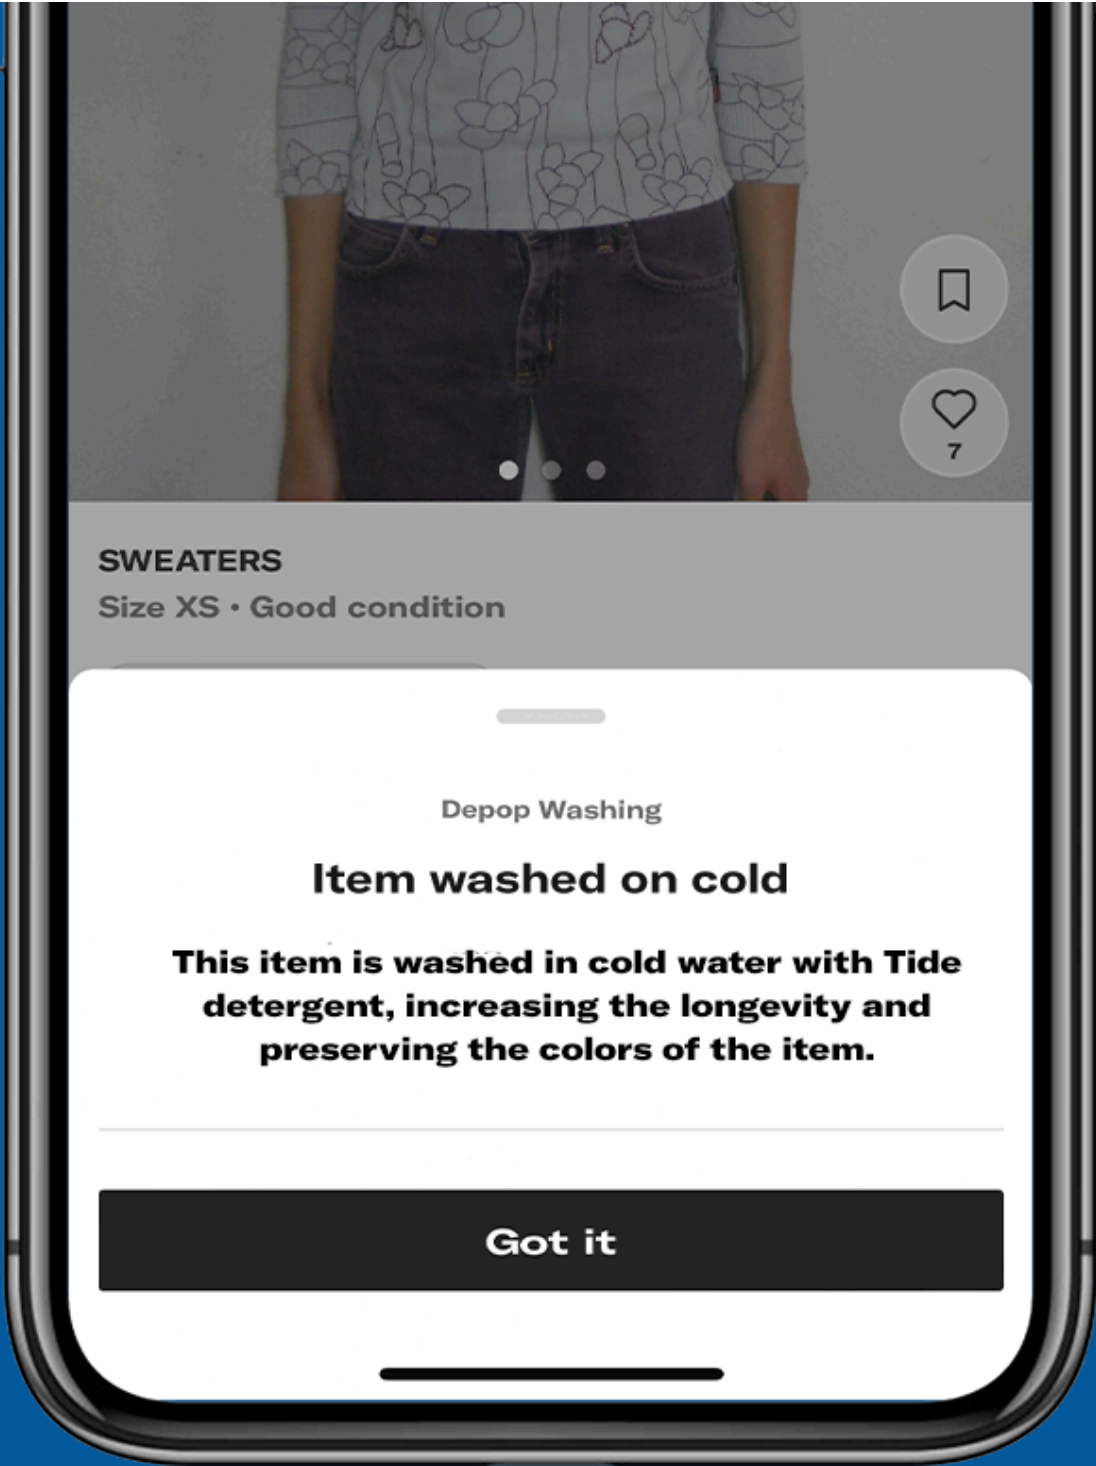 7
SWEATERS
Size XS • Good condition
Depop Washing
Item washed on cold
This item is washed in cold water with Tide
detergent, increasing the longevity and
preserving the colors of the item.
Got it